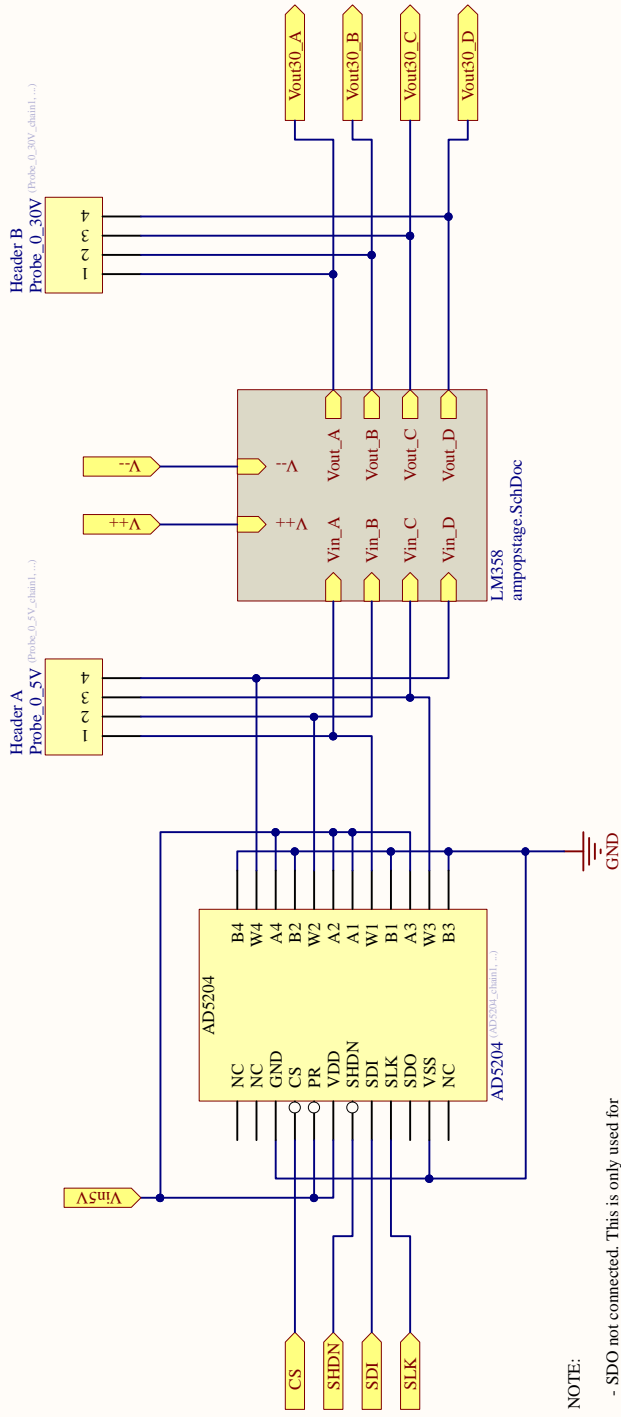 Header A
Probe_0_5V (Probe_0_5V_chain1, ...)
1 2 3 4
Header B
Probe_0_30V (Probe_0_30V_chain1, ...)
1 2 3 4
Vin5V
V++
V--
CS
SHDN
SDI
SLK
AD5204
NC
NC
GND
CS
PR
VDD
SHDN
SDI
SLK
SDO
VSS
NC
B4
W4
A4
B2
W2
A2
A1
W1
B1
A3
W3
B3
AD5204 (AD5204_chain1, ...)
GND
V++
V--
Vin_A
Vin_B
Vin_C
Vin_D
Vout_A
Vout_B
Vout_C
Vout_D
LM358
ampopstage.SchDoc
Vout30_A
Vout30_B
Vout30_C
Vout30_D
NOTE:
- SDO not connected. This is only used for